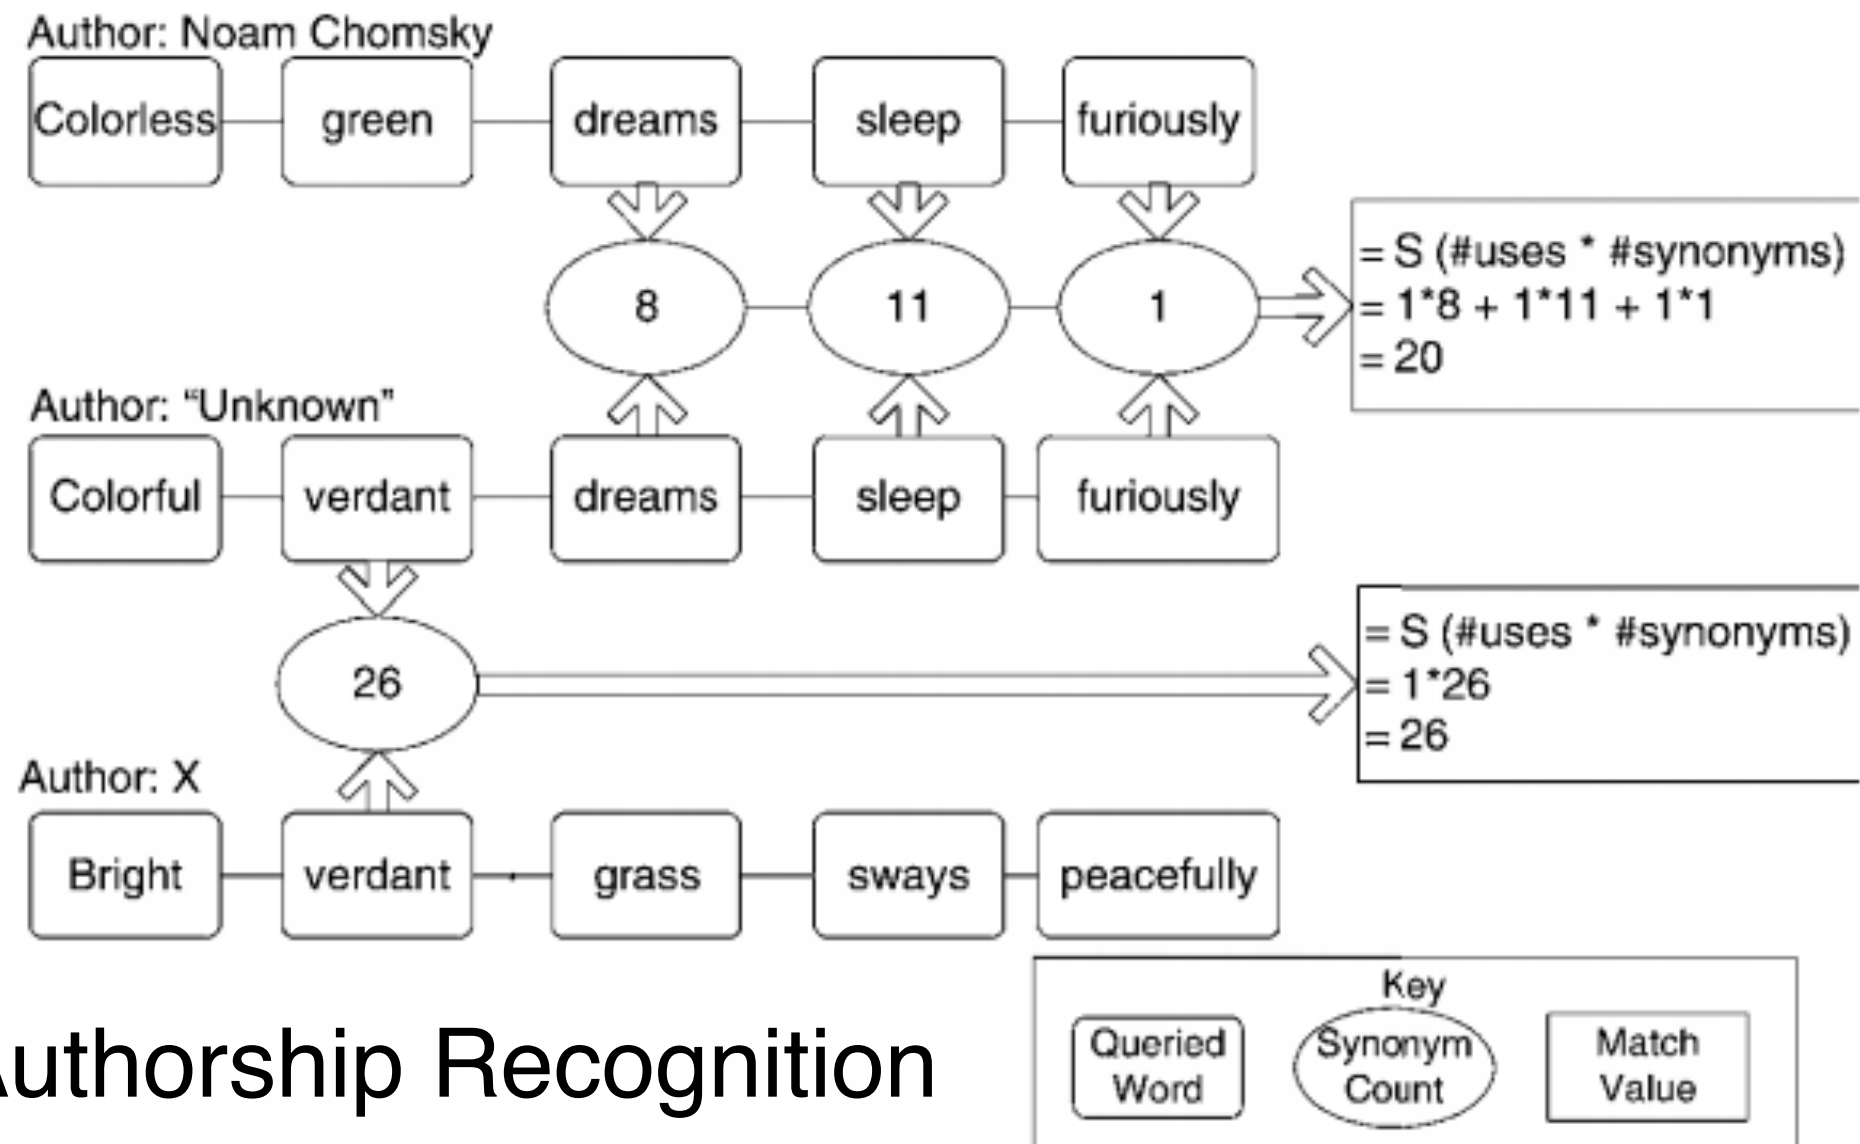 Author: Noam Chomsky
Colorless green dreams sleep furiously
8 11 1
= S (#uses * #synonyms)
= 1*8 + 1*11 + 1*1
= 20
Author: “Unknown”
Colorful verdant dreams sleep furiously
26
= S (#uses * #synonyms)
= 1*26
= 26
Author: X
Bright verdant grass sways peacefully
Key
Queried
Word
Synonym
Count
Match
Value
Authorship Recognition